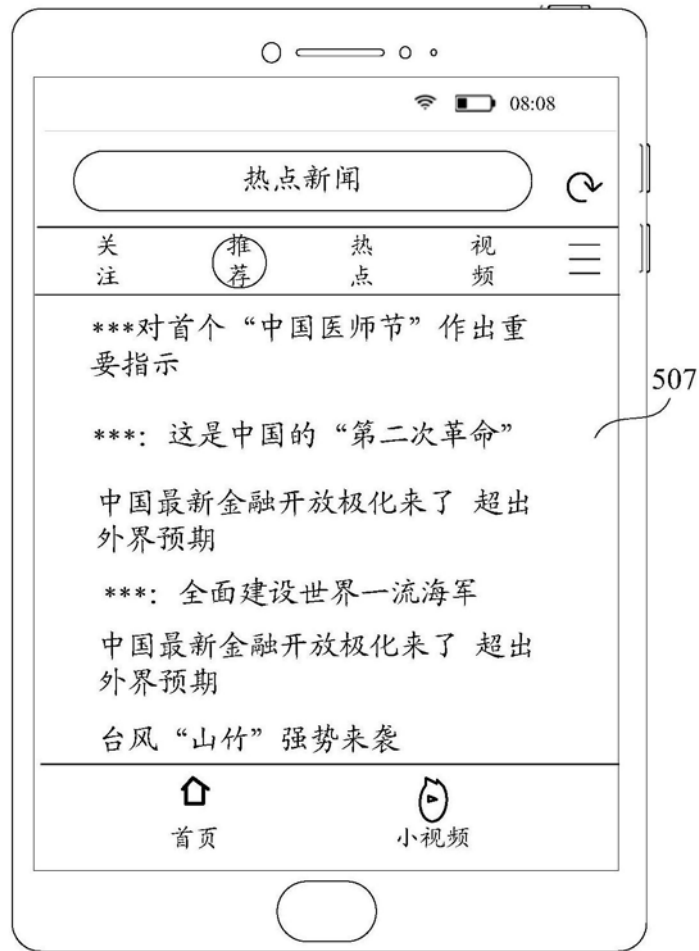 08:08
热点新闻
关注 推荐 热点 视频
***对首个“中国医师节”作出重
要指示
507
***：这是中国的“第二次革命”
中国最新金融开放极化来了 超出
外界预期
***：全面建设世界一流海军
中国最新金融开放极化来了 超出
外界预期
台风“山竹”强势来袭
首页 小视频